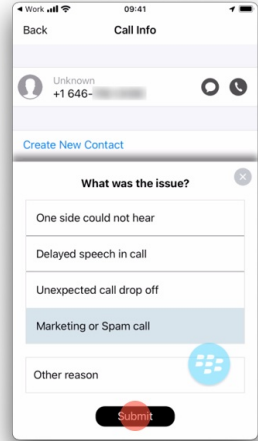 Work 09:41
Back Call Info
Unknown
+1 646-
Create New Contact
What was the issue?
One side could not hear
Delayed speech in call
Unexpected call drop off
Marketing or Spam call
Other reason
Submit